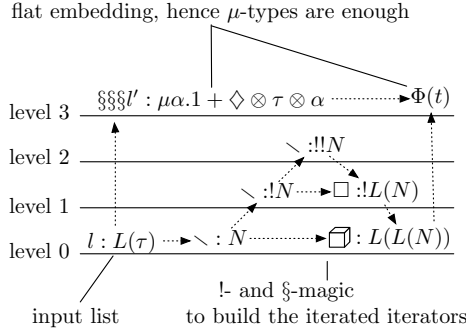 flat embedding, hence μ-types are enough
level 3 §§§l′ : μα.1 + ◇ ⊗ τ ⊗ α Φ(t)
level 2 \ :!!N
level 1 \ :!N □ :!L(N)
level 0 l : L(τ) \ : N : L(L(N))
!- and §-magic
input list to build the iterated iterators